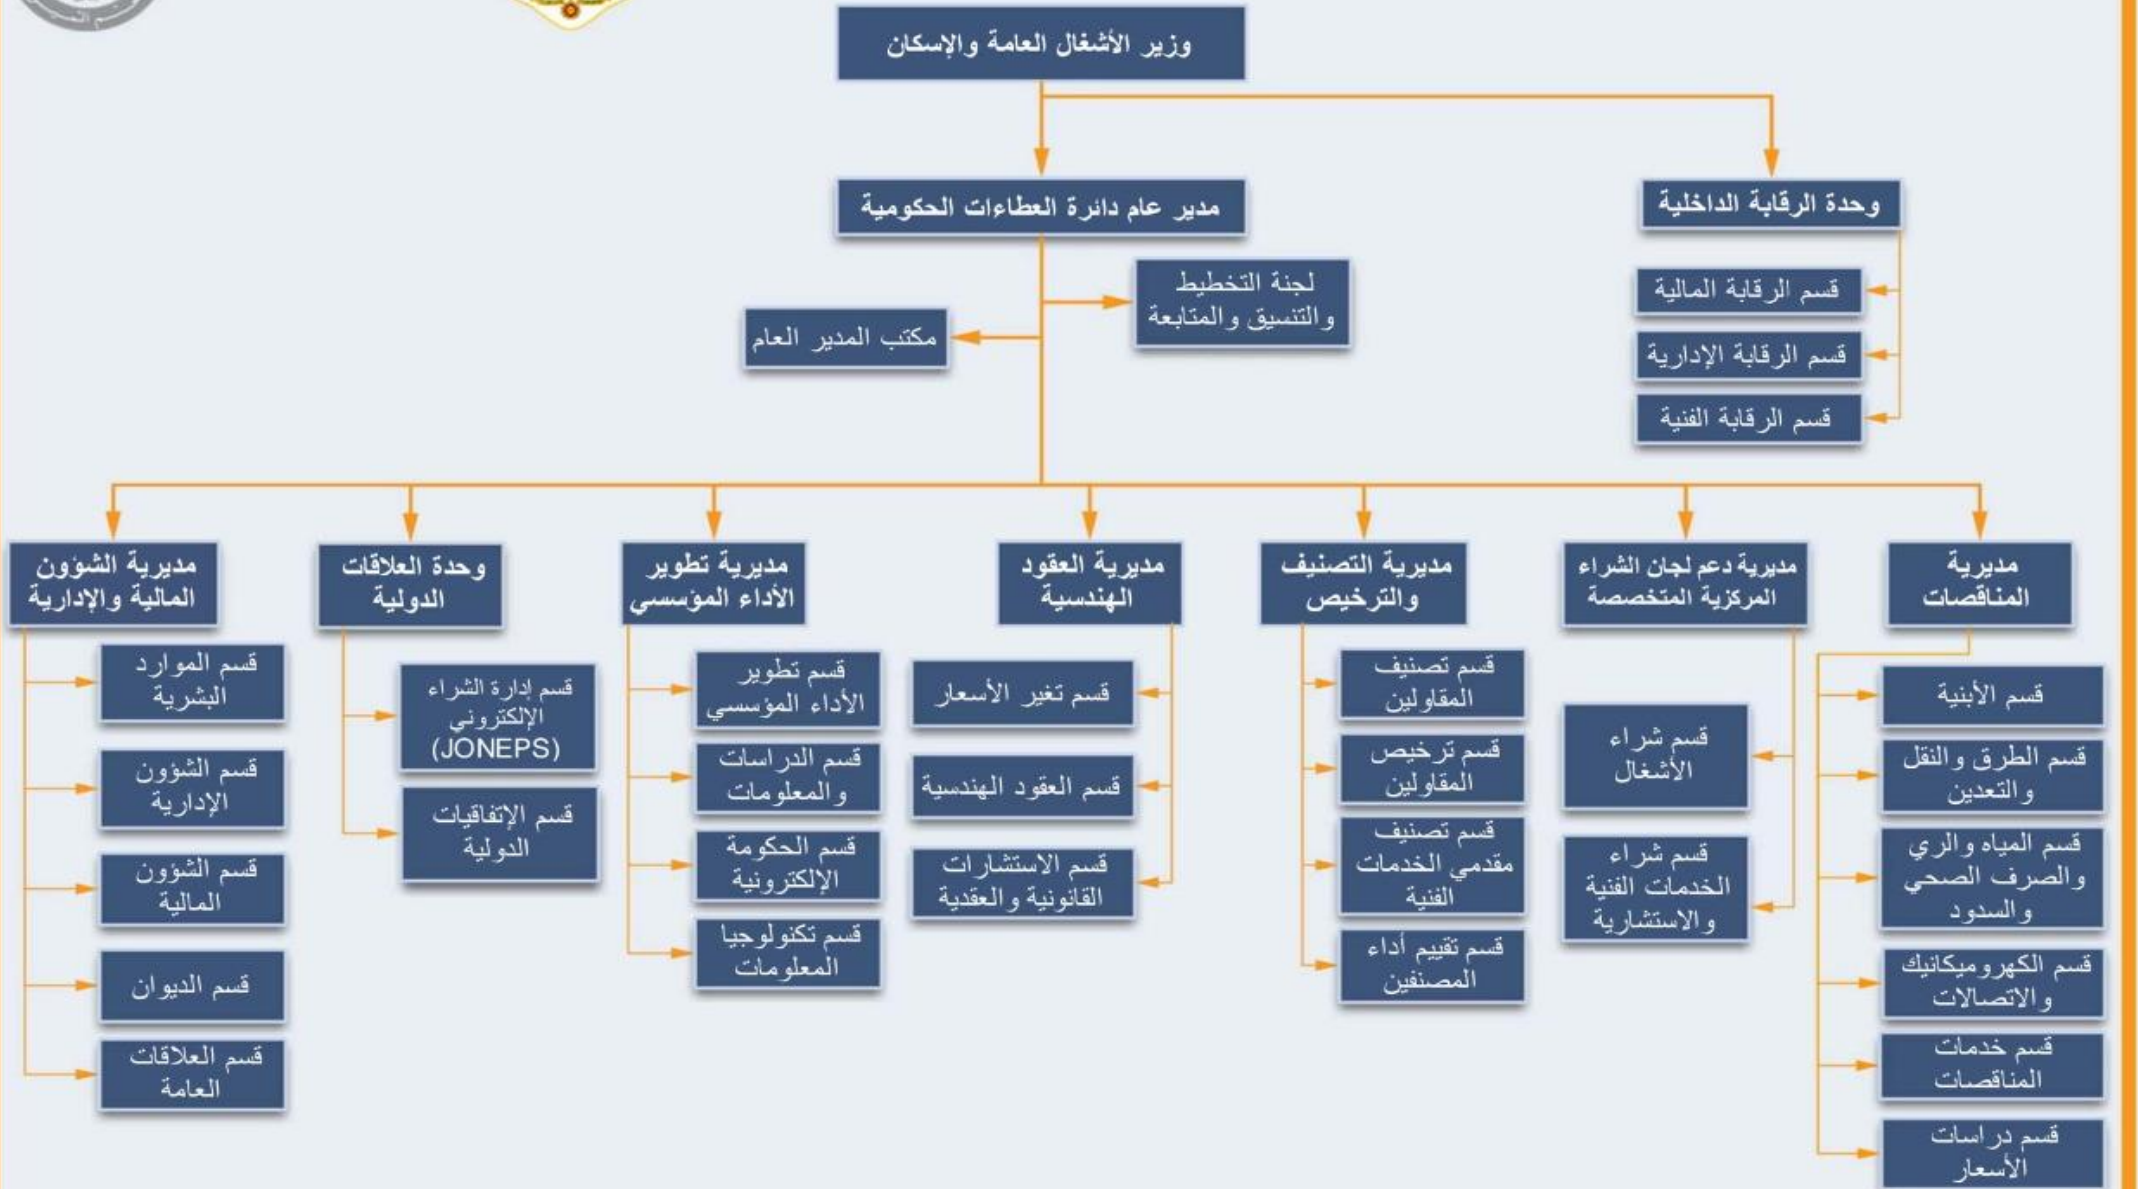 وزير الأشغال العامة والإسكان
مدير عام دائرة العطاءات الحكومية
وحدة الرقابة الداخلية
قسم الرقابة المالية
قسم الرقابة الإدارية
قسم الرقابة الفنية
لجنة التخطيط
والتنسيق والمتابعة
مكتب المدير العام
مديرية
المناقصات
قسم الأبنية
قسم الطرق والنقل
والتعدين
قسم المياه والري
والصرف الصحي
والسدود
قسم الكهروميكانيك
والاتصالات
قسم خدمات
المناقصات
قسم دراسات
الأسعار
مديرية دعم لجان الشراء
المركزية المتخصصة
قسم شراء
الأشغال
قسم شراء
الخدمات الفنية
والاستشارية
مديرية التصنيف
والترخيص
قسم تصنيف
المقاولين
قسم ترخيص
المقاولين
قسم تصنيف
مقدمي الخدمات
الفنية
قسم تقييم أداء
المصنفين
مديرية العقود
الهندسية
قسم تغير الأسعار
قسم العقود الهندسية
قسم الاستشارات
القانونية والعقدية
مديرية تطوير
الأداء المؤسسي
قسم تطوير
الأداء المؤسسي
قسم الدراسات
والمعلومات
قسم الحكومة
الإلكترونية
قسم تكنولوجيا
المعلومات
وحدة العلاقات
الدولية
قسم إدارة الشراء
الإلكتروني
(JONEPS)
قسم الإتفاقيات
الدولية
مديرية الشؤون
المالية والإدارية
قسم الموارد
البشرية
قسم الشؤون
الإدارية
قسم الشؤون
المالية
قسم الديوان
قسم العلاقات
العامة